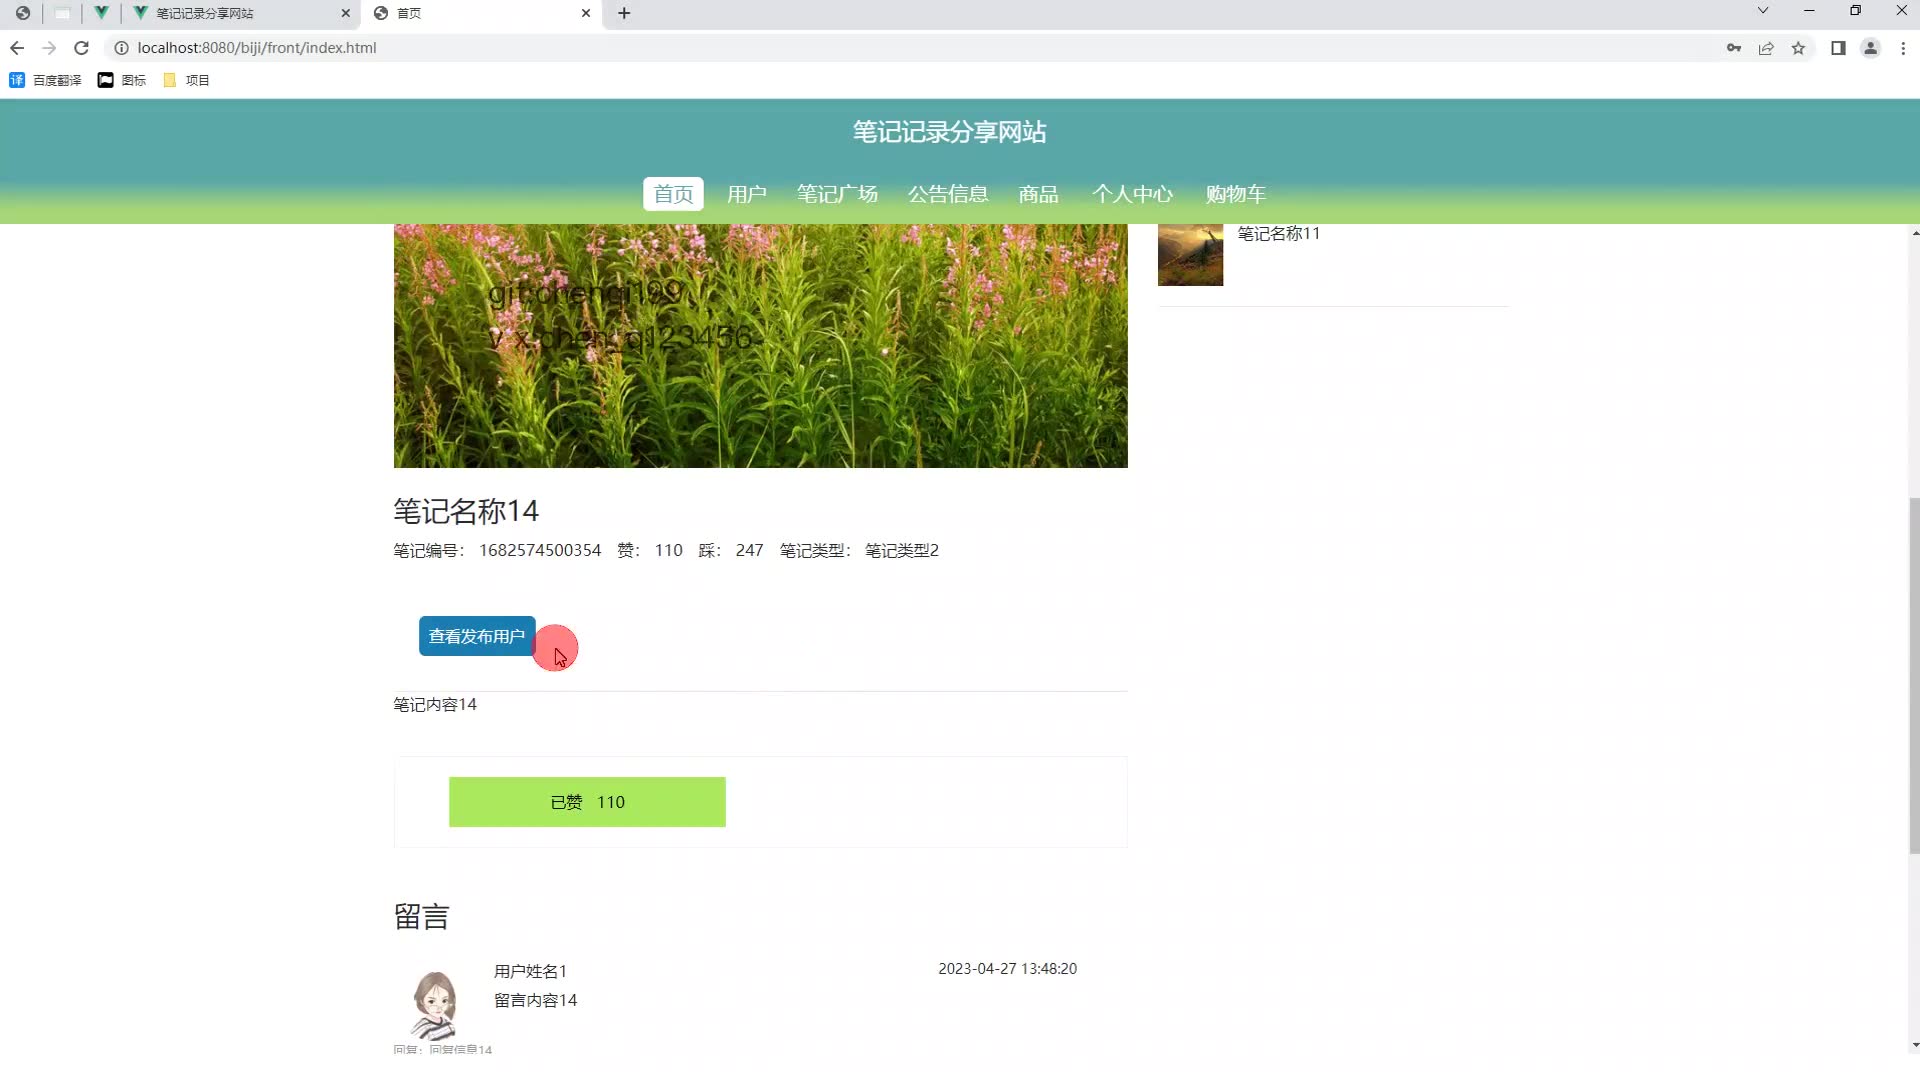 笔记记录分享网站
首页
localhost:8080/biji/front/index.html
百度翻译 图标 项目
笔记记录分享网站
首页 用户 笔记广场 公告信息 商品 个人中心 购物车
笔记名称11
git:chenqi199
v x:chen_q123456
笔记名称14
笔记编号: 1682574500354 赞: 110 踩: 247 笔记类型: 笔记类型2
查看发布用户
笔记内容14
已赞 110
留言
用户姓名1 2023-04-27 13:48:20
留言内容14
回复: 回复信息14